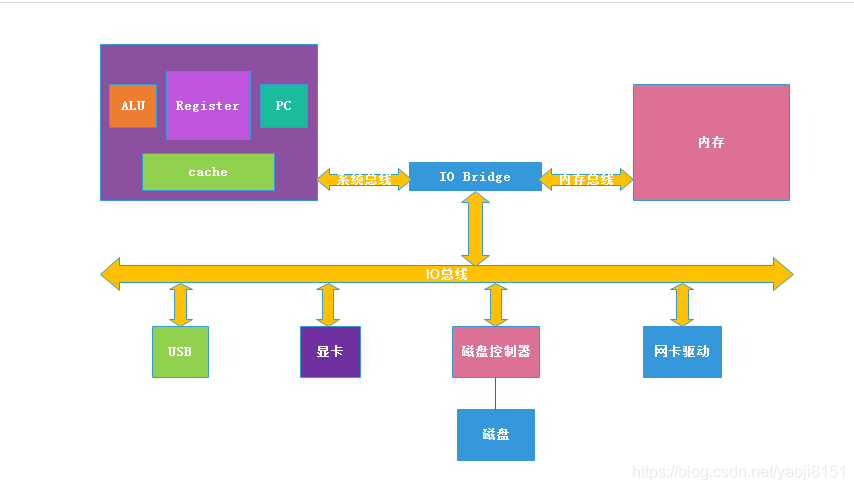 ALU
Register
PC
cache
系统总线
IO Bridge
内存总线
内存
IO总线
USB
显卡
磁盘控制器
网卡驱动
磁盘
https://blog.csdn.net/yaoji8151